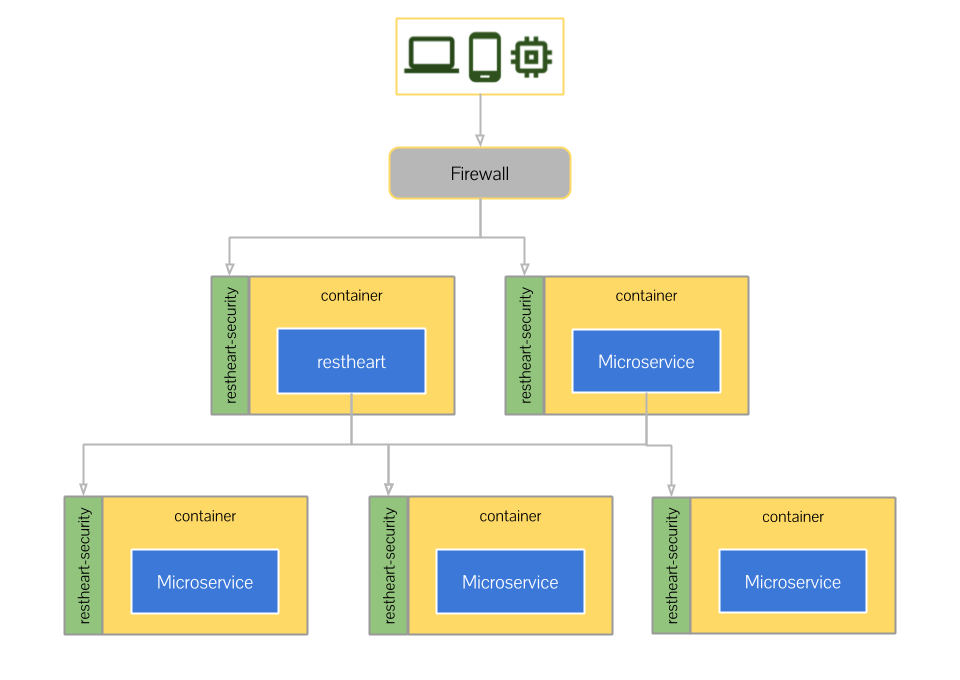 Firewall
restheart-security
container
restheart
restheart-security
container
Microservice
restheart-security
container
Microservice
restheart-security
container
Microservice
restheart-security
container
Microservice